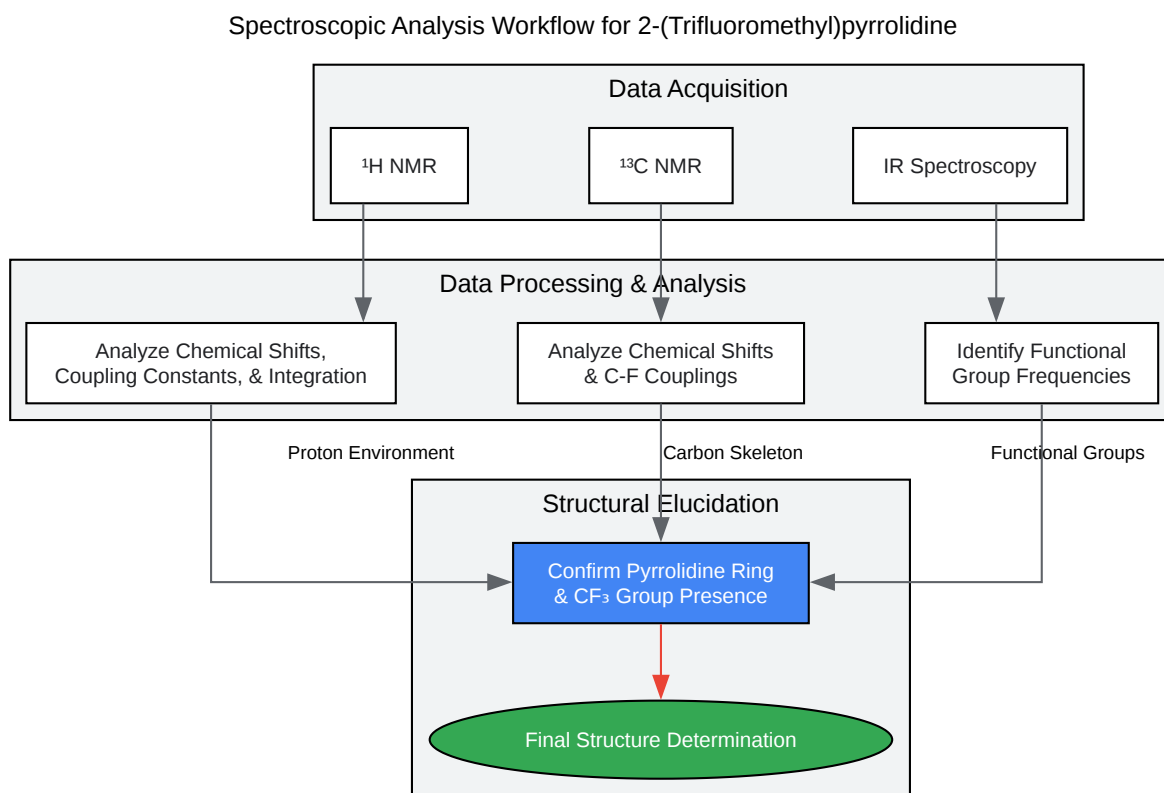 Spectroscopic Analysis Workflow for 2-(Trifluoromethyl)pyrrolidine
Data Acquisition
¹H NMR
¹³C NMR
IR Spectroscopy
Data Processing & Analysis
Analyze Chemical Shifts,
Coupling Constants, & Integration
Analyze Chemical Shifts
& C-F Couplings
Identify Functional
Group Frequencies
Proton Environment
Carbon Skeleton
Functional Groups
Structural Elucidation
Confirm Pyrrolidine Ring
& CF₃ Group Presence
Final Structure Determination